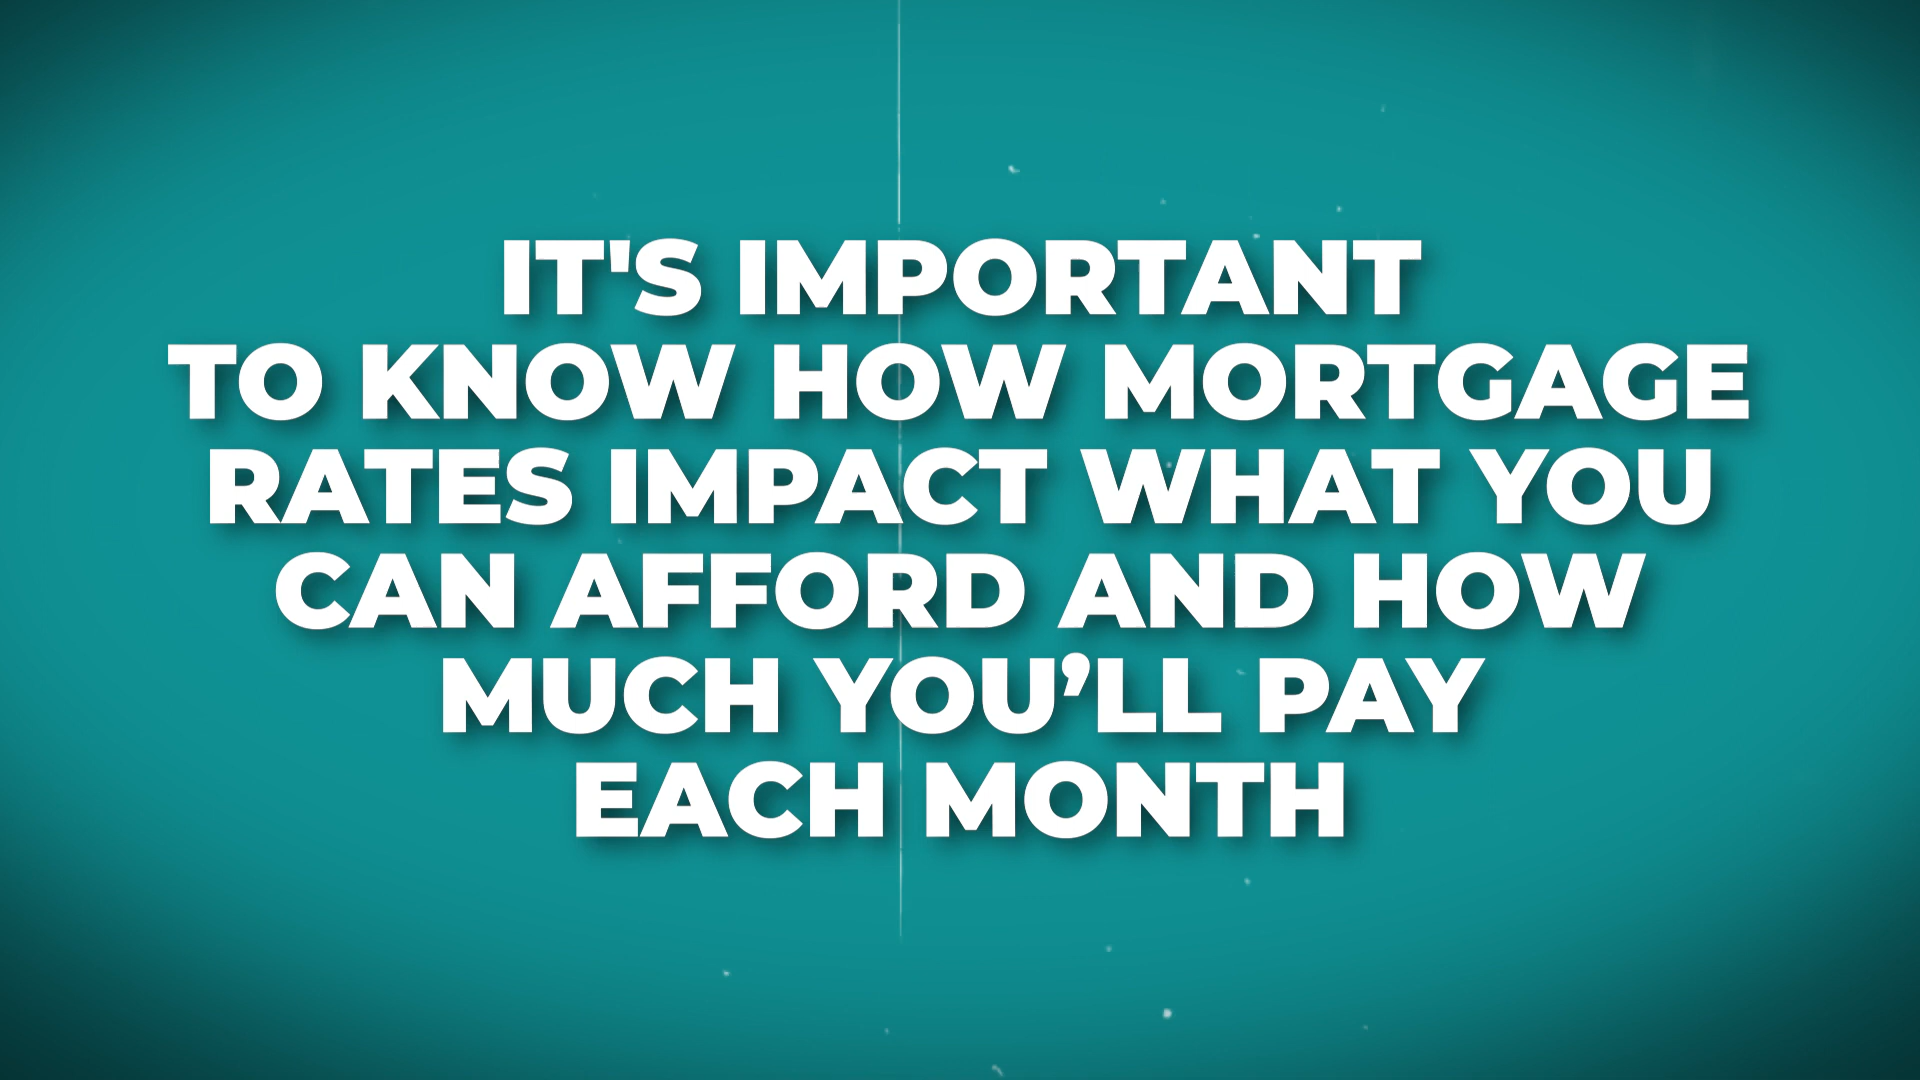 IT'S IMPORTANT
TO KNOW HOW MORTGAGE
RATES IMPACT WHAT YOU
CAN AFFORD AND HOW
MUCH YOU’LL PAY
EACH MONTH